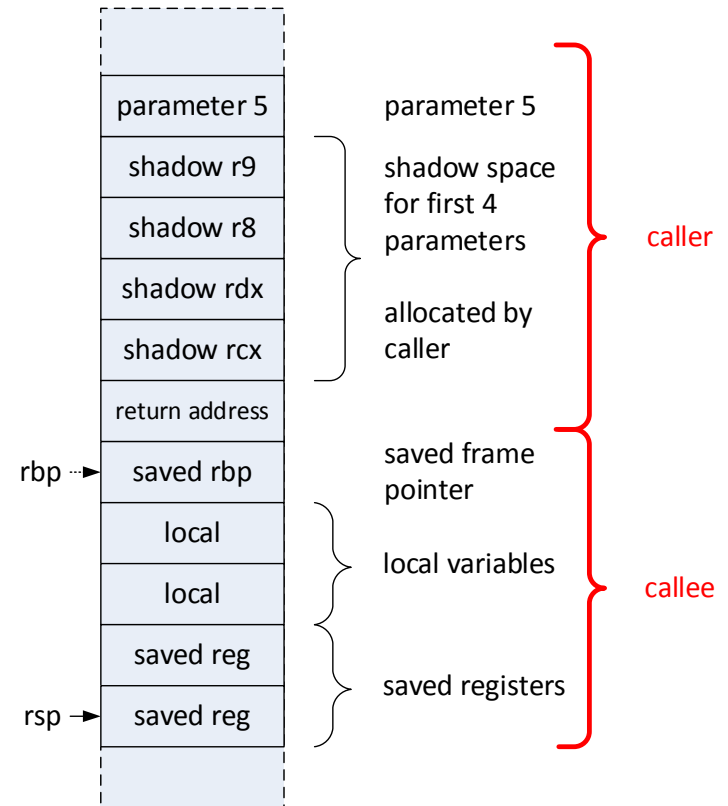 parameter 5
shadow r9
shadow r8
shadow rdx
shadow rcx
return address
saved rbp
local
local
saved reg
saved reg
rbp
rsp
parameter 5
shadow space
for first 4
parameters
allocated by
caller
saved frame
pointer
local variables
saved registers
caller
callee